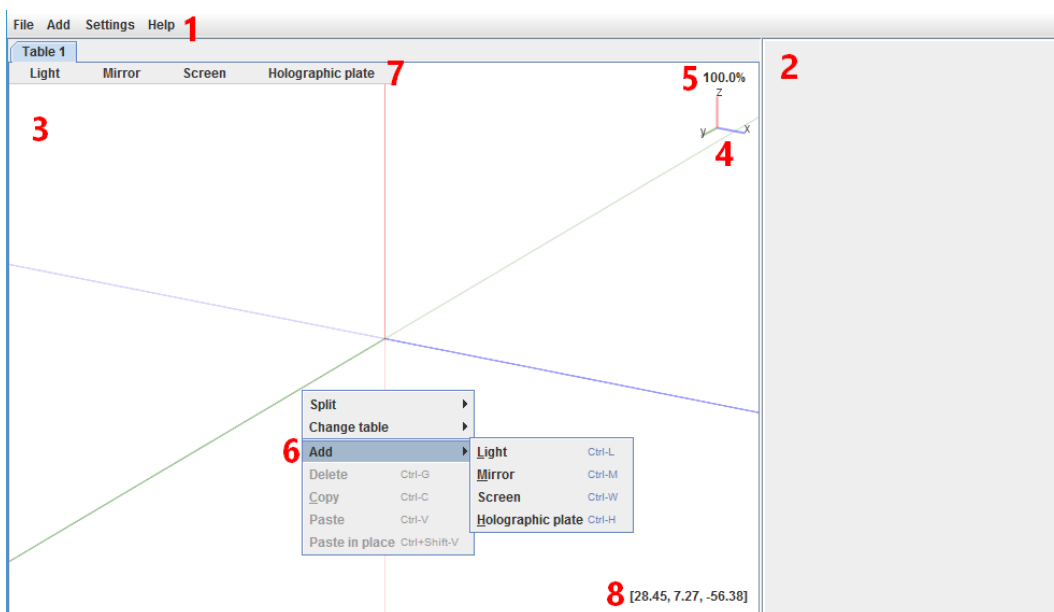 File Add Settings Help 1
Table 1
2
Light Mirror Screen Holographic plate 7
5 100.0%
z
3
y x
4
Split
Change table
6 Add
Light Ctrl-L
Delete Ctrl-G
Mirror Ctrl-M
Copy Ctrl-C
Screen Ctrl-W
Paste Ctrl-V
Holographic plate Ctrl-H
Paste in place Ctrl+Shift-V
8 [28.45, 7.27, -56.38]